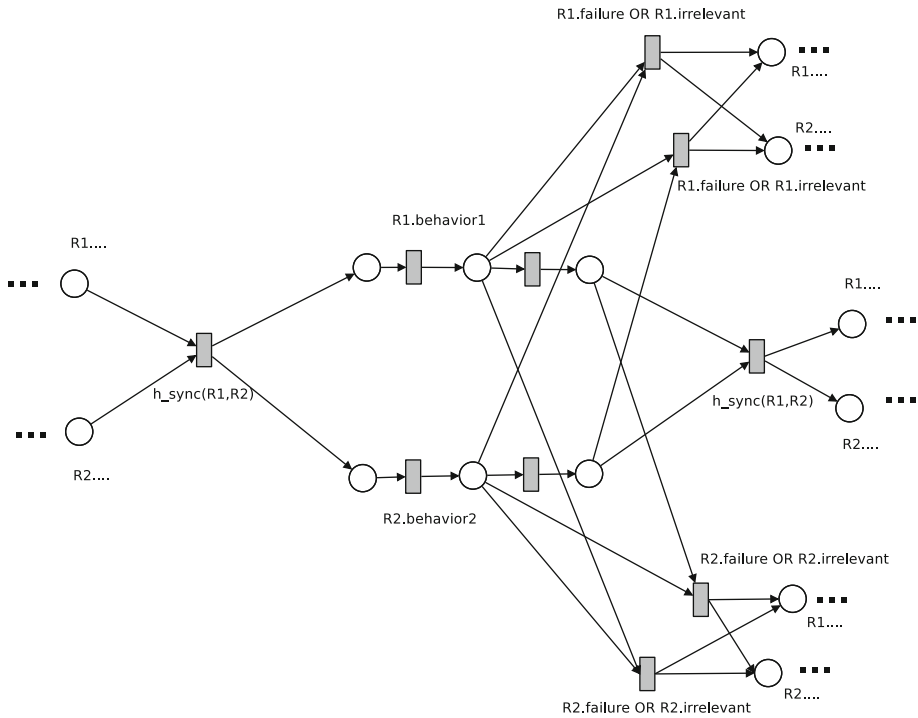 R1.failure OR R1.irrelevant
R1....
R2....
R1.failure OR R1.irrelevant
R1.behavior1
R1....
R1....
h_sync(R1,R2)
h_sync(R1,R2)
R2....
R2....
R2.behavior2
R2.failure OR R2.irrelevant
R1....
R2....
R2.failure OR R2.irrelevant